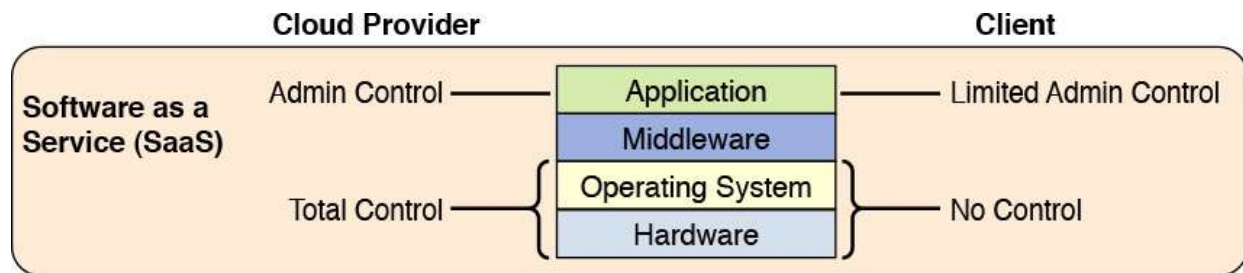 Cloud Provider
Client
Software as a
Service (SaaS)
Admin Control
Application
Limited Admin Control
Middleware
Operating System
Total Control
No Control
Hardware